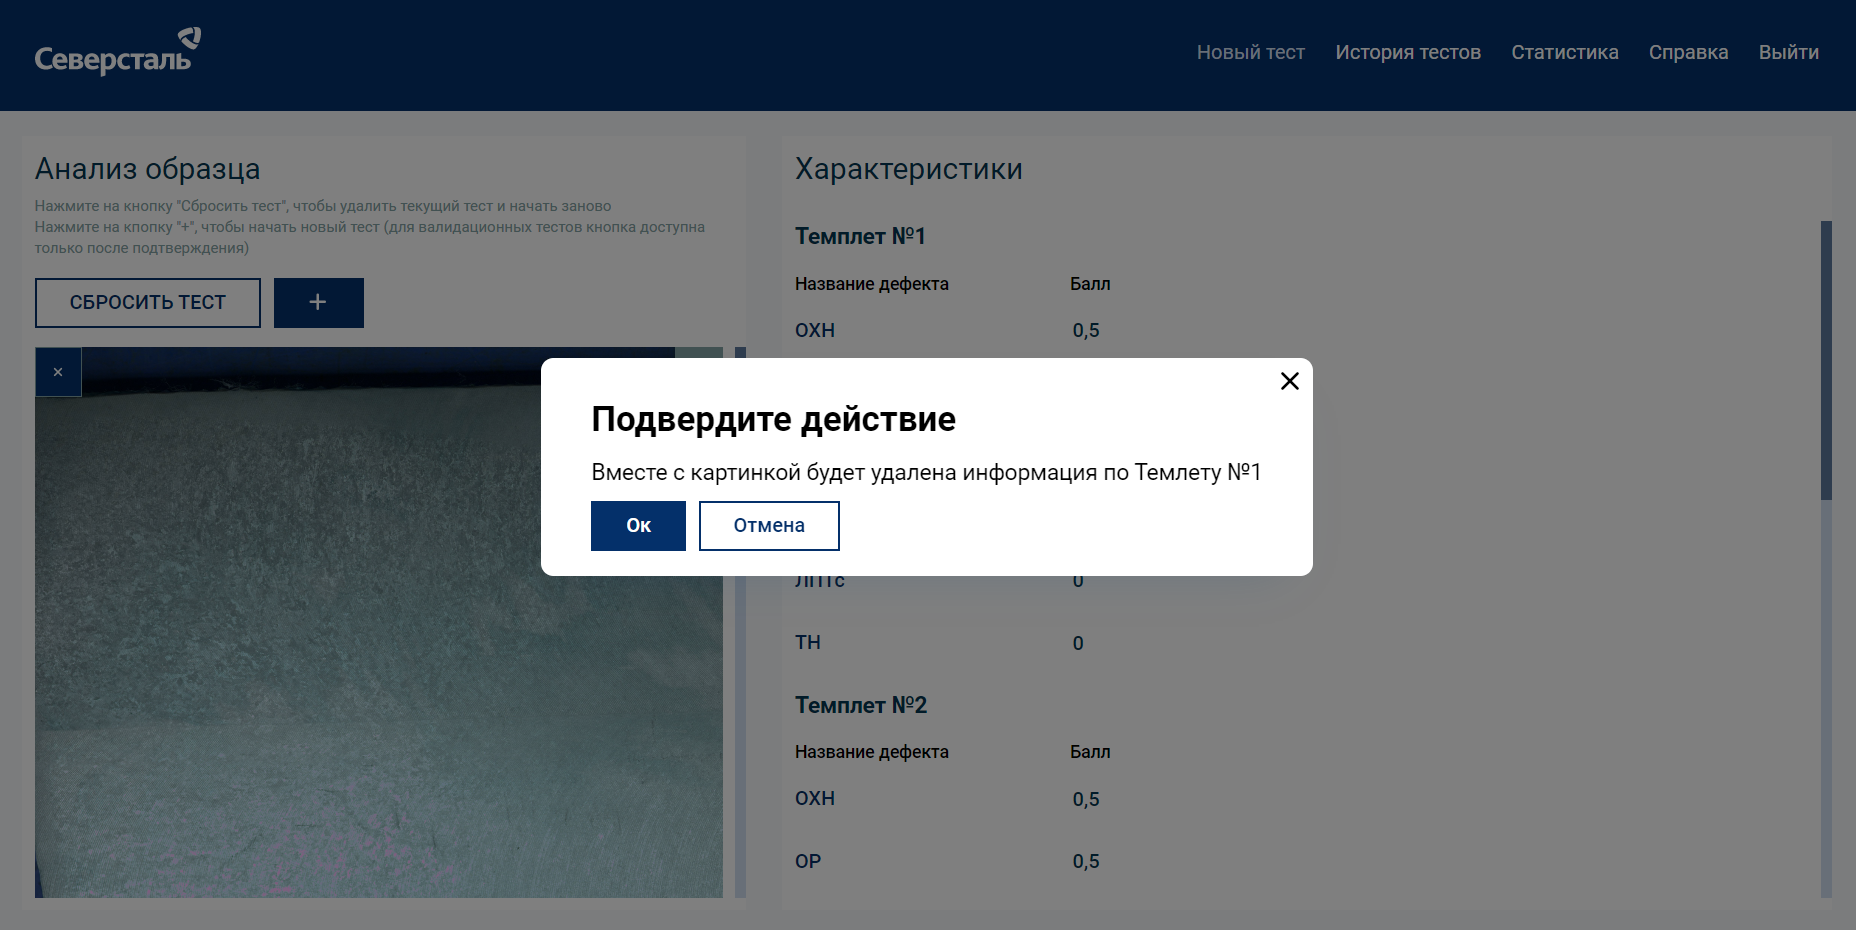 Северсталь
Новый тест
История тестов
Статистика
Справка
Выйти
Анализ образца
Нажмите на кнопку "Сбросить тест", чтобы удалить текущий тест и начать заново
Нажмите на кпопку "+", чтобы начать новый тест (для валидационных тестов кнопка доступна
только после подтверждения)
СБРОСИТЬ ТЕСТ
+
Характеристики
Темплет №1
Название дефекта Балл
ОХН 0,5
Подвердите действие
Вместе с картинкой будет удалена информация по Темлету №1
Ок
Отмена
ЛПТс 0
ТН 0
Темплет №2
Название дефекта Балл
ОХН 0,5
ОР 0,5